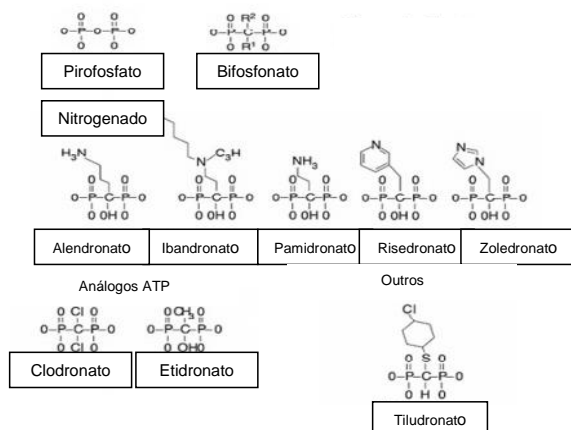 Pirofosfato
Bifosfonato
Nitrogenado
Alendronato
Ibandronato
Pamidronato
Risedronato
Zoledronato
Análogos ATP
Outros
Clodronato
Etidronato
Tiludronato